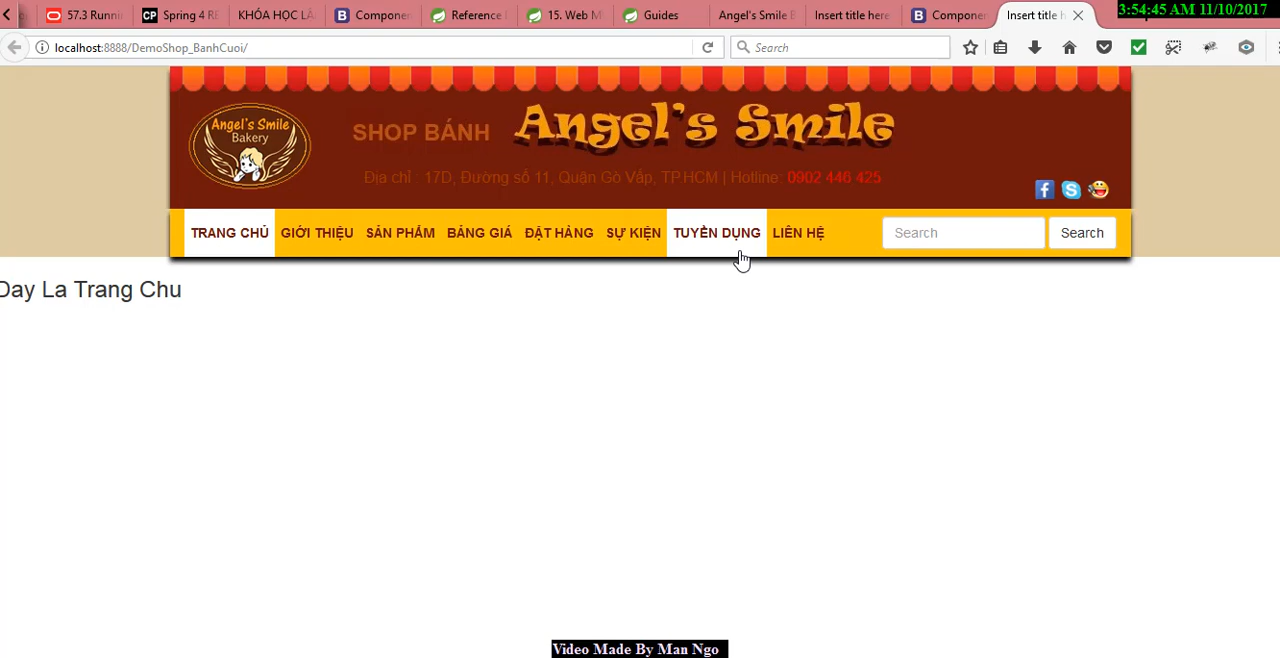 57.3 Runni
Spring 4 RE
KHÓA HỌC LẬ
Componen
Reference
15. Web M
Guides
Angel's Smile B
Insert title here
Componen
Insert title h
3:54:45 AM 11/10/2017
localhost:8888/DemoShop_BanhCuoi/
Search
Angel's Smile
Bakery
SHOP BÁNH
Angel's Smile
Địa chỉ : 17D, Đường số 11, Quận Gò Vấp, TP.HCM | Hotline: 0902 446 425
TRANG CHỦ
GIỚI THIỆU
SẢN PHẨM
BẢNG GIÁ
ĐẶT HÀNG
SỰ KIỆN
TUYỂN DỤNG
LIÊN HỆ
Search
Search
Day La Trang Chu
Video Made By Man Ngo